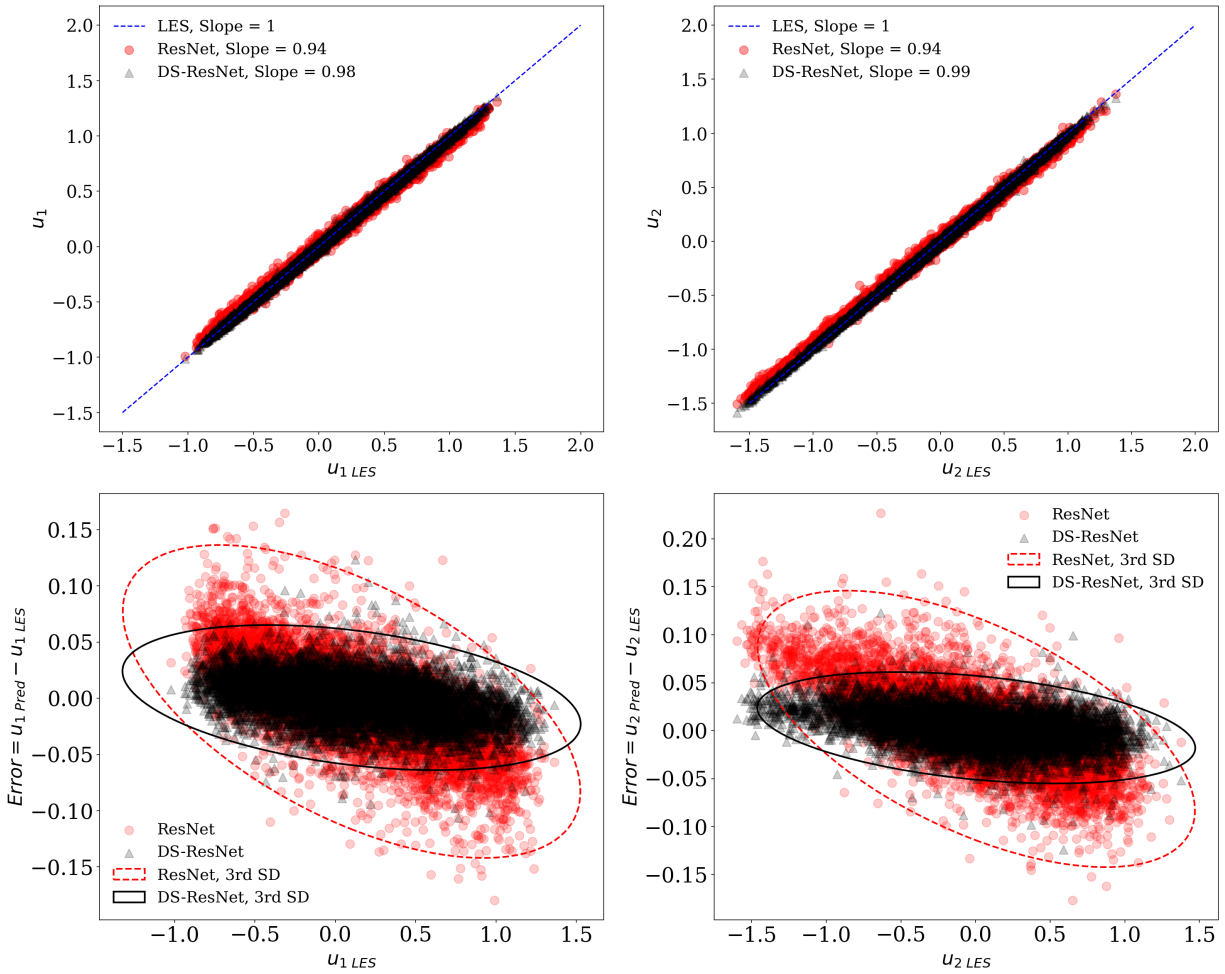 LES, Slope = 1
ResNet, Slope = 0.94
DS-ResNet, Slope = 0.98
2.0
1.5
1.0
0.5
0.0
−0.5
−1.0
−1.5
u1
−1.5 −1.0 −0.5 0.0 0.5 1.0 1.5 2.0
u1 LES
LES, Slope = 1
ResNet, Slope = 0.94
DS-ResNet, Slope = 0.99
2.0
1.5
1.0
0.5
0.0
−0.5
−1.0
−1.5
u2
−1.5 −1.0 −0.5 0.0 0.5 1.0 1.5 2.0
u2 LES
0.15
0.10
0.05
0.00
−0.05
−0.10
−0.15
Error = u1 Pred − u1 LES
ResNet
DS-ResNet
ResNet, 3rd SD
DS-ResNet, 3rd SD
−1.0 −0.5 0.0 0.5 1.0 1.5
u1 LES
ResNet
DS-ResNet
ResNet, 3rd SD
DS-ResNet, 3rd SD
0.20
0.15
0.10
0.05
0.00
−0.05
−0.10
−0.15
Error = u2 Pred − u2 LES
−1.5 −1.0 −0.5 0.0 0.5 1.0 1.5
u2 LES